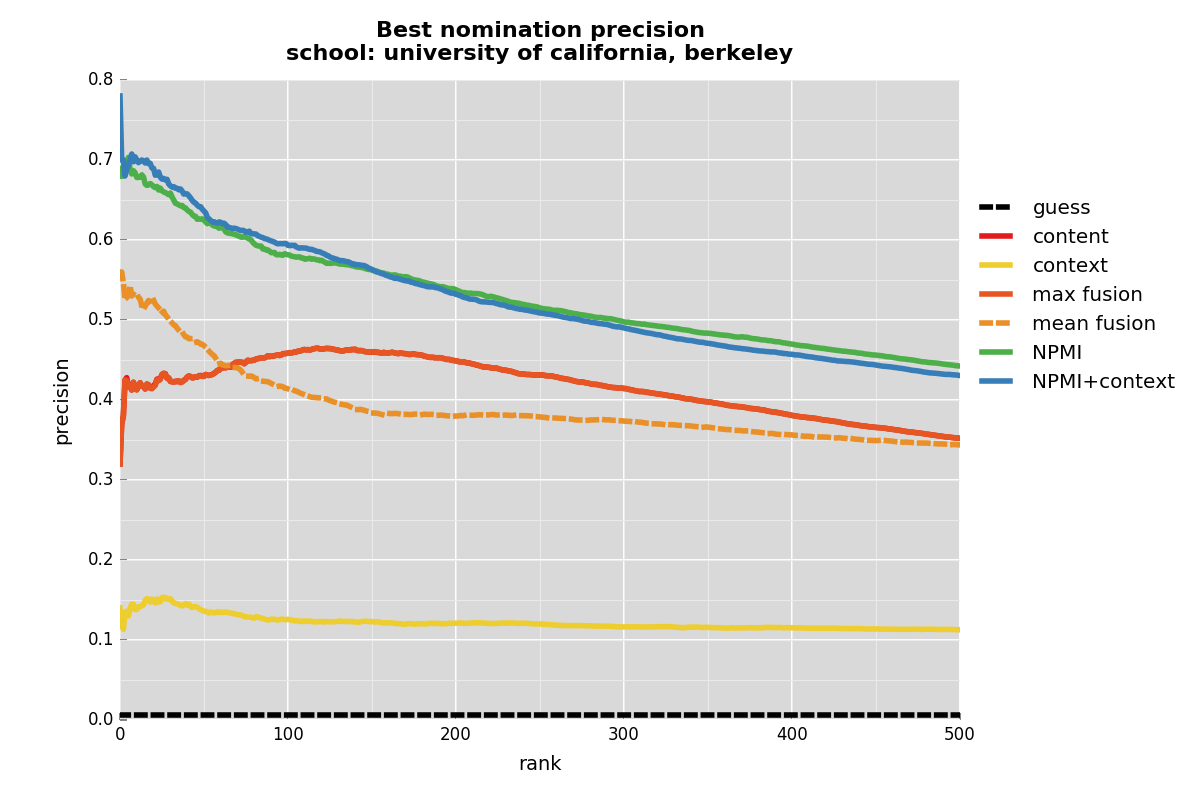 Best nomination precision
school: university of california, berkeley
precision
0.8
0.7
0.6
0.5
0.4
0.3
0.2
0.1
0.0
0 100 200 300 400 500
rank
guess
content
context
max fusion
mean fusion
NPMI
NPMI+context